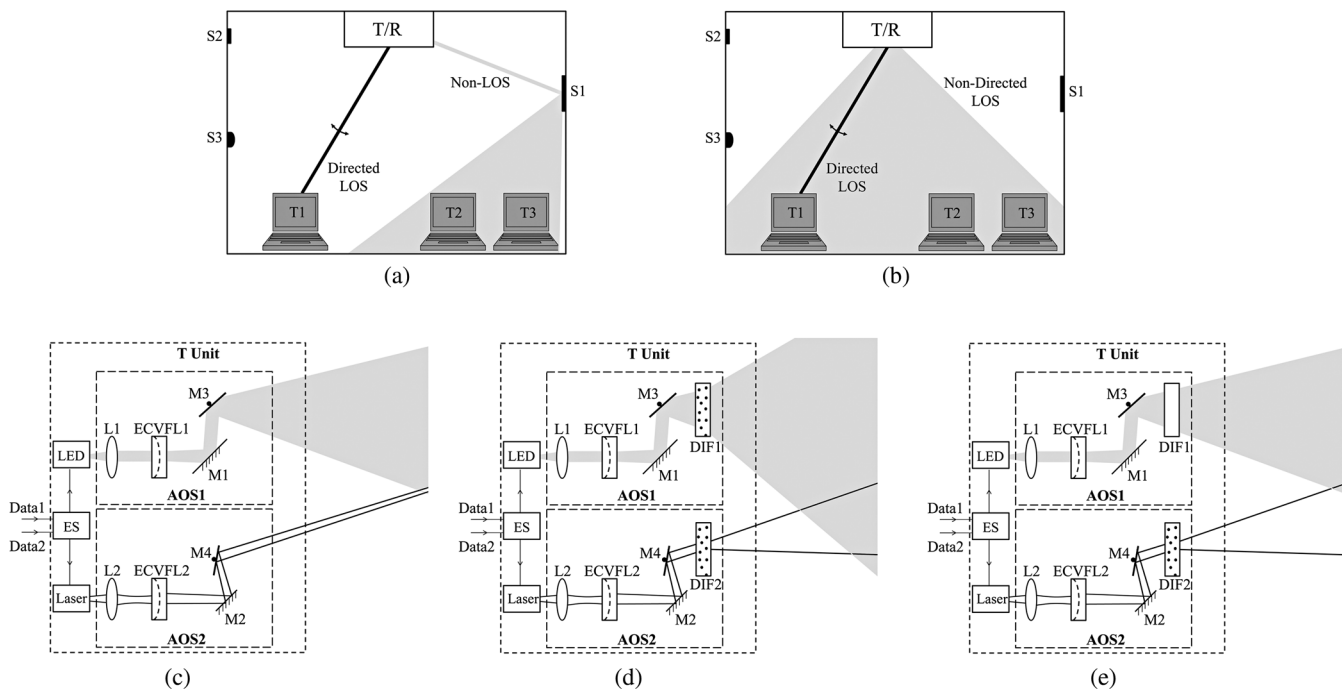 T/R
S2
Non-LOS
S1
S3
Directed
LOS
T1
T2
T3
(a)
T/R
S2
Non-Directed
LOS
S1
S3
Directed
LOS
T1
T2
T3
(b)
T Unit
M3
L1
ECVFL1
LED
M1
AOS1
Data1
ES
Data2
M4
L2
ECVFL2
Laser
M2
AOS2
(c)
T Unit
M3
L1
ECVFL1
DIF1
LED
M1
AOS1
Data1
ES
Data2
M4
L2
ECVFL2
DIF2
Laser
M2
AOS2
(d)
T Unit
M3
L1
ECVFL1
DIF1
LED
M1
AOS1
Data1
ES
Data2
M4
L2
ECVFL2
DIF2
Laser
M2
AOS2
(e)